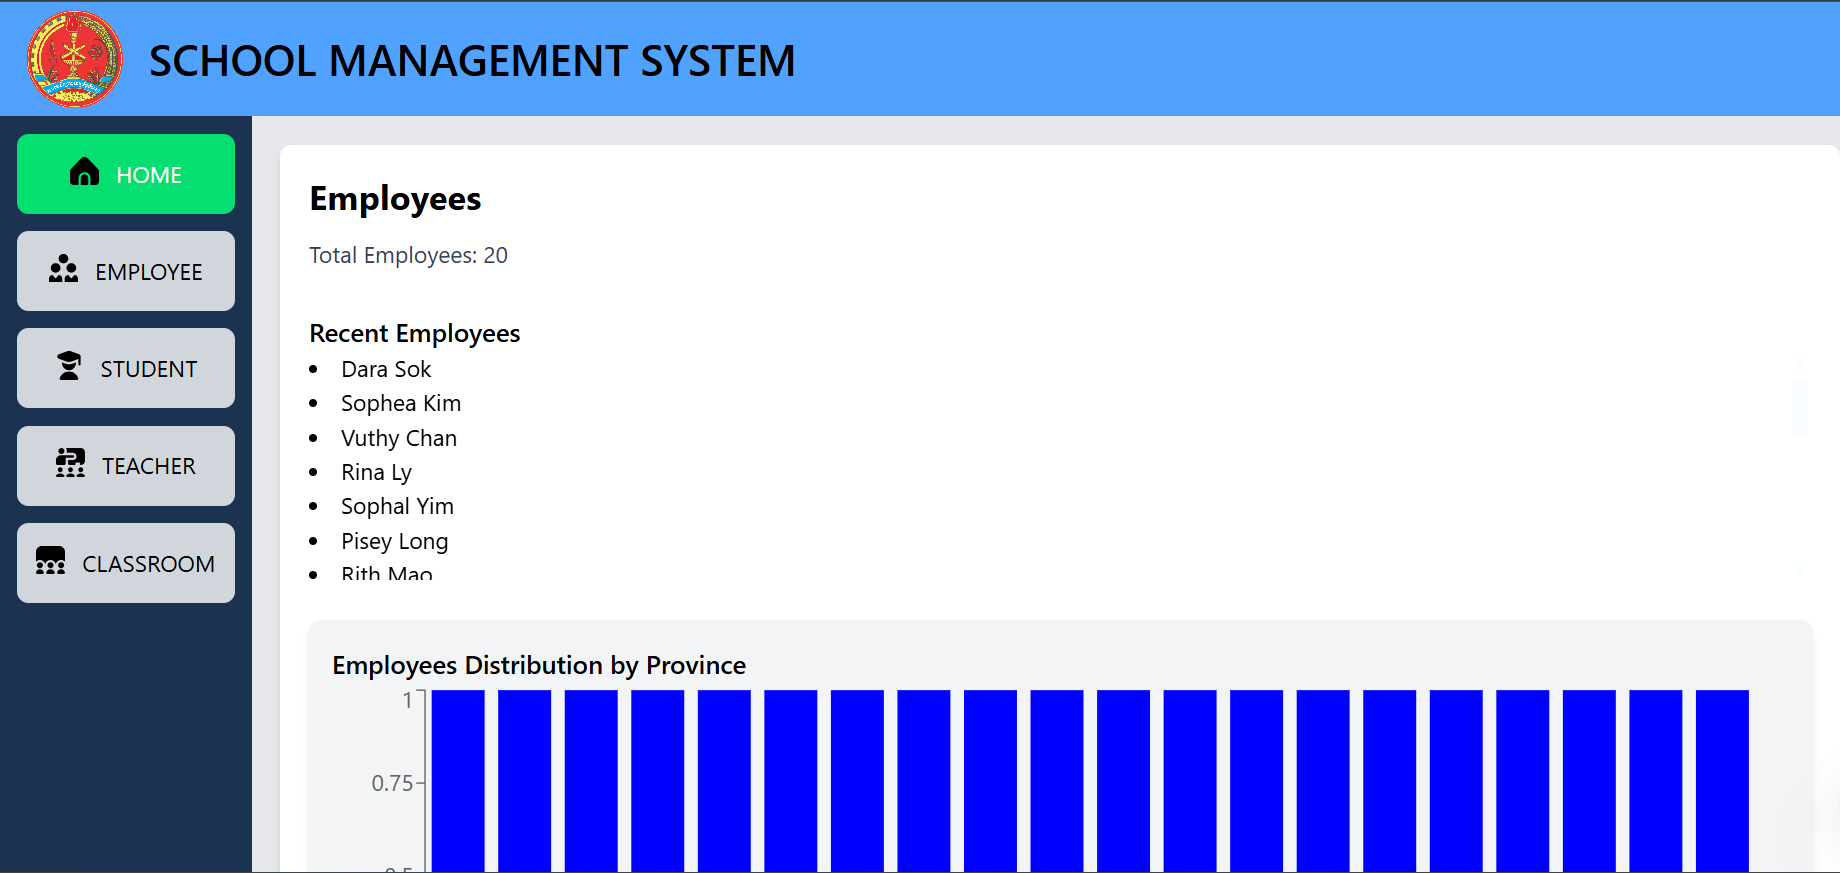 SCHOOL MANAGEMENT SYSTEM
HOME
EMPLOYEE
STUDENT
TEACHER
CLASSROOM
Employees
Total Employees: 20
Recent Employees
Dara Sok
Sophea Kim
Vuthy Chan
Rina Ly
Sophal Yim
Pisey Long
Rith Mao
Employees Distribution by Province
1
0.75